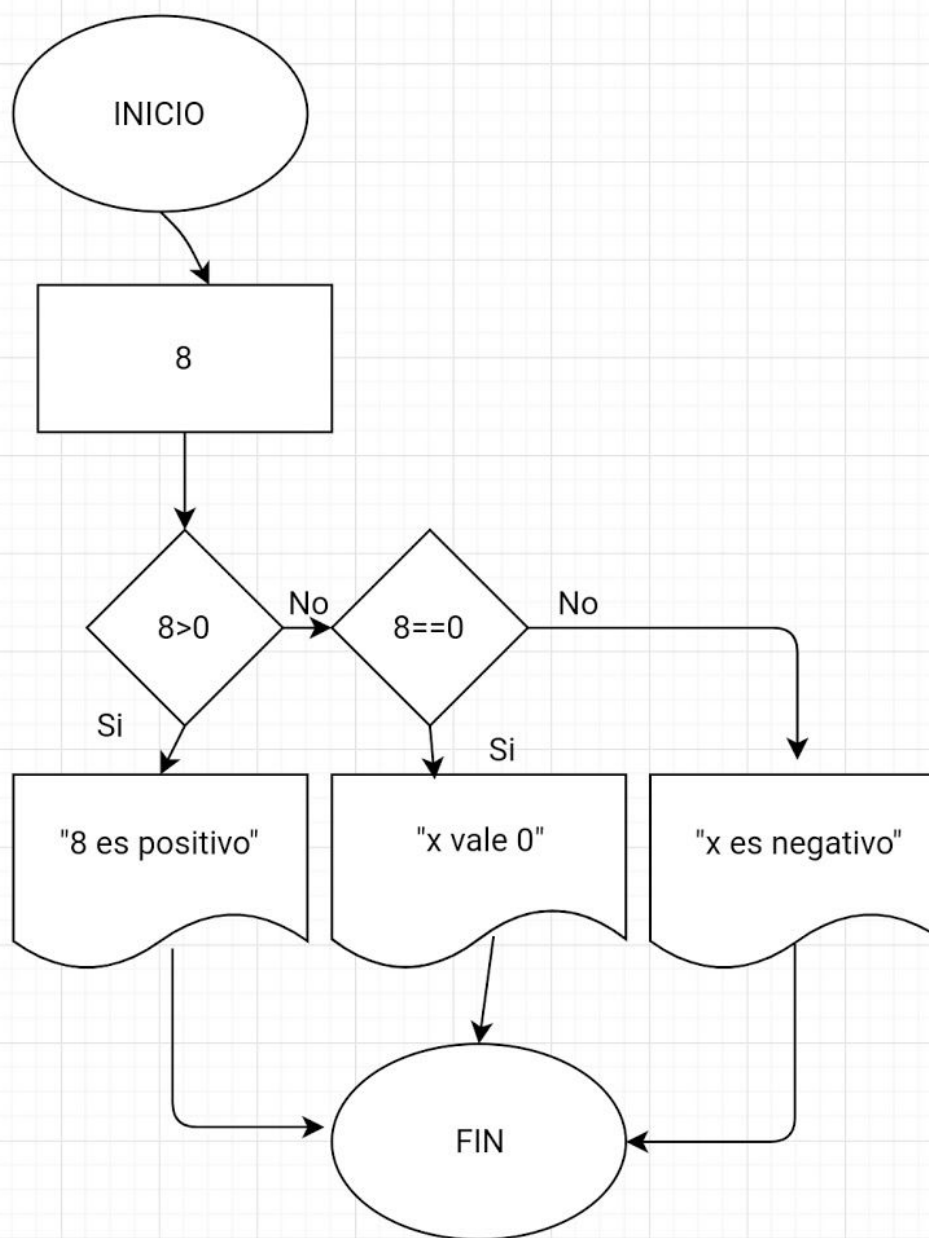 INICIO
8
8>0
No
8==0
No
Si
Si
"8 es positivo"
"x vale 0"
"x es negativo"
FIN